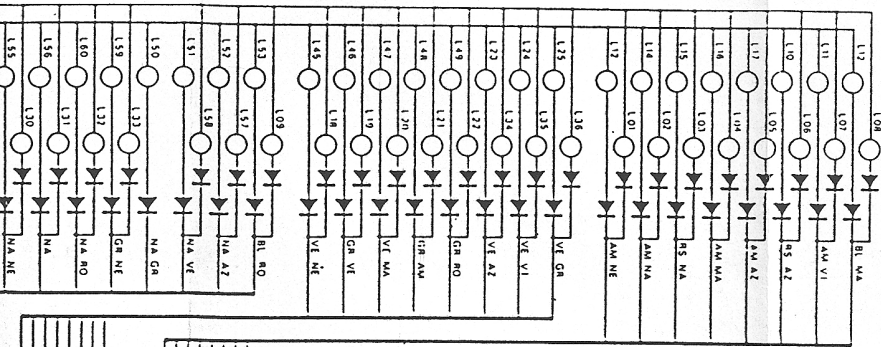 L55
L56
L60
L59
L50
L51
L52
L53
L45
L46
L47
L48
L49
L23
L24
L25
L12
L14
L15
L16
L17
L10
L11
L12
L08
L30
L31
L32
L33
L58
L57
L09
L18
L19
L20
L21
L22
L34
L35
L36
L01
L02
L03
L04
L05
L06
L07
NA NE
NA
NA RO
GR NE
NA GR
NA VE
NA AZ
BL RO
VE NE
GR VE
VE MA
GR AM
GR RO
VE AZ
VE VI
VE GR
AM NE
AM NA
RS NA
AM MA
AM AZ
RS AZ
AM VI
BL MA